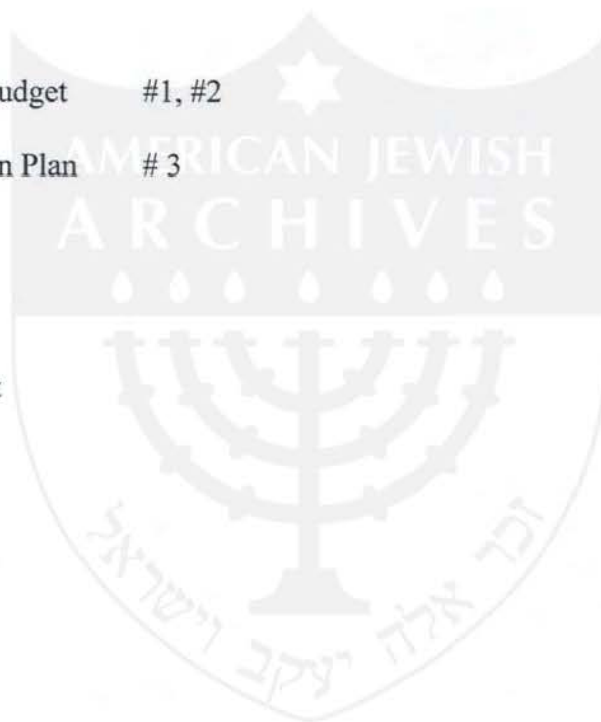 udget #1, #2
n Plan # 3
AMERICAN JEWISH
ARCHIVES
זכר אלה יעקב וישראל